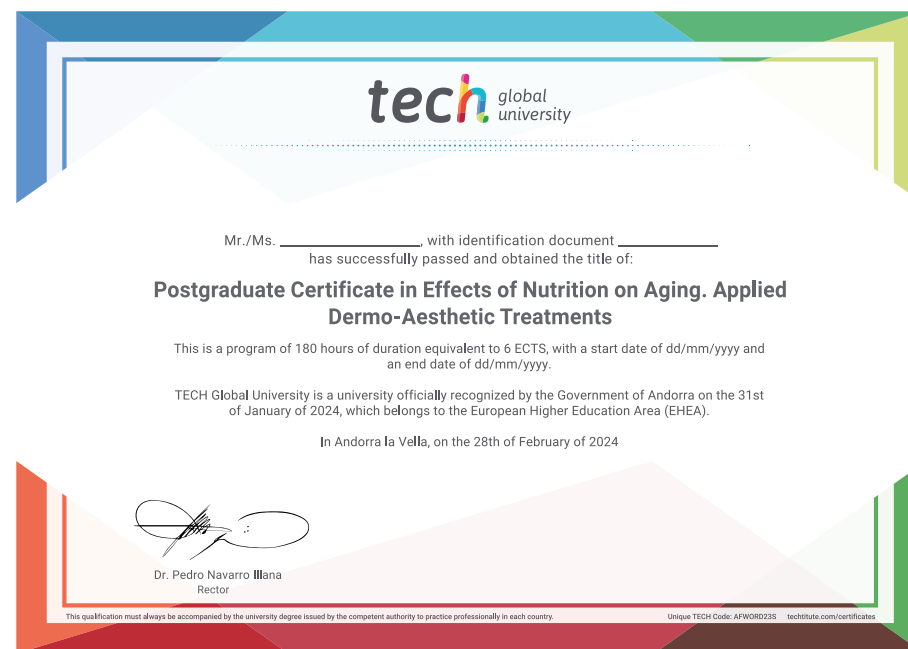 tech global
university
Mr./Ms. ____________, with identification document ____________
has successfully passed and obtained the title of:
Postgraduate Certificate in Effects of Nutrition on Aging. Applied
Dermo-Aesthetic Treatments
This is a program of 180 hours of duration equivalent to 6 ECTS, with a start date of dd/mm/yyyy and
an end date of dd/mm/yyyy.
TECH Global University is a university officially recognized by the Government of Andorra on the 31st
of January of 2024, which belongs to the European Higher Education Area (EHEA).
In Andorra la Vella, on the 28th of February of 2024
Dr. Pedro Navarro Illana
Rector
This qualification must always be accompanied by the university degree issued by the competent authority to practice professionally in each country.
Unique TECH Code: AFWORD23S techtitute.com/certificates